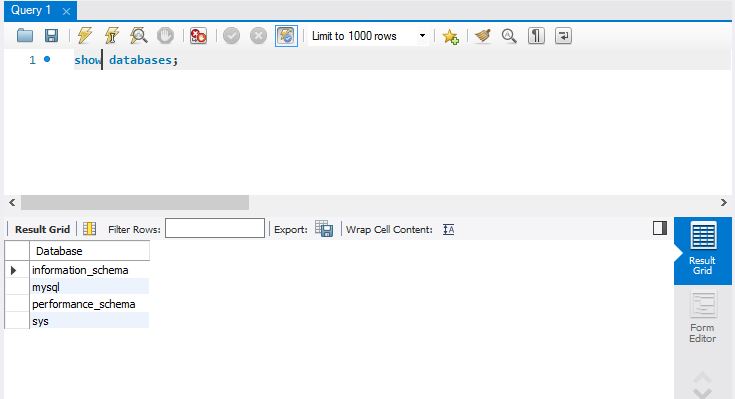 Query 1
Limit to 1000 rows
1 show databases;
Result Grid Filter Rows: Export: Wrap Cell Content:
Database
information_schema
mysql
performance_schema
sys
Result
Grid
Form
Editor